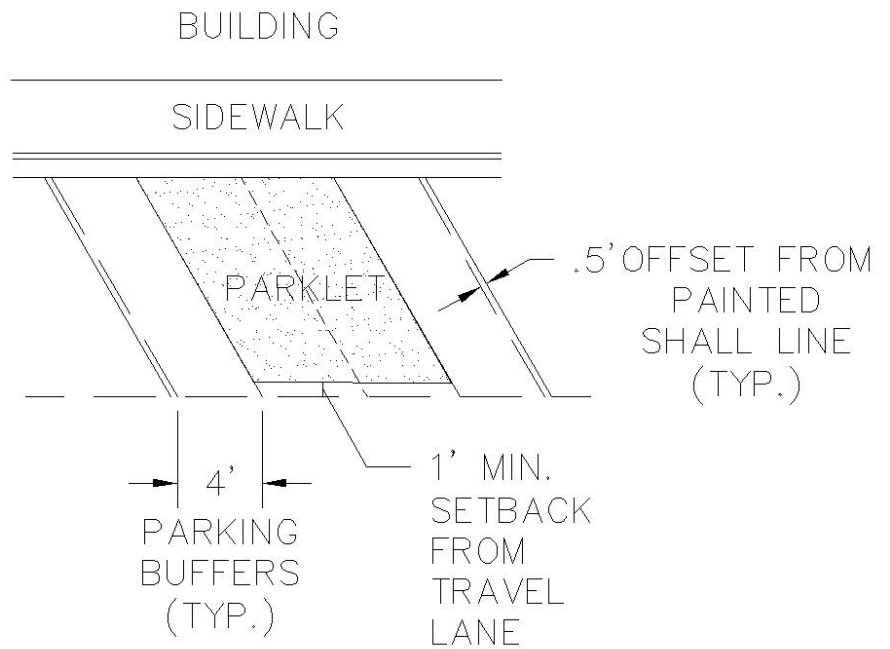 BUILDING
SIDEWALK
PARKLET
.5' OFFSET FROM
PAINTED
SHALL LINE
(TYP.)
4'
PARKING
BUFFERS
(TYP.)
1' MIN.
SETBACK
FROM
TRAVEL
LANE